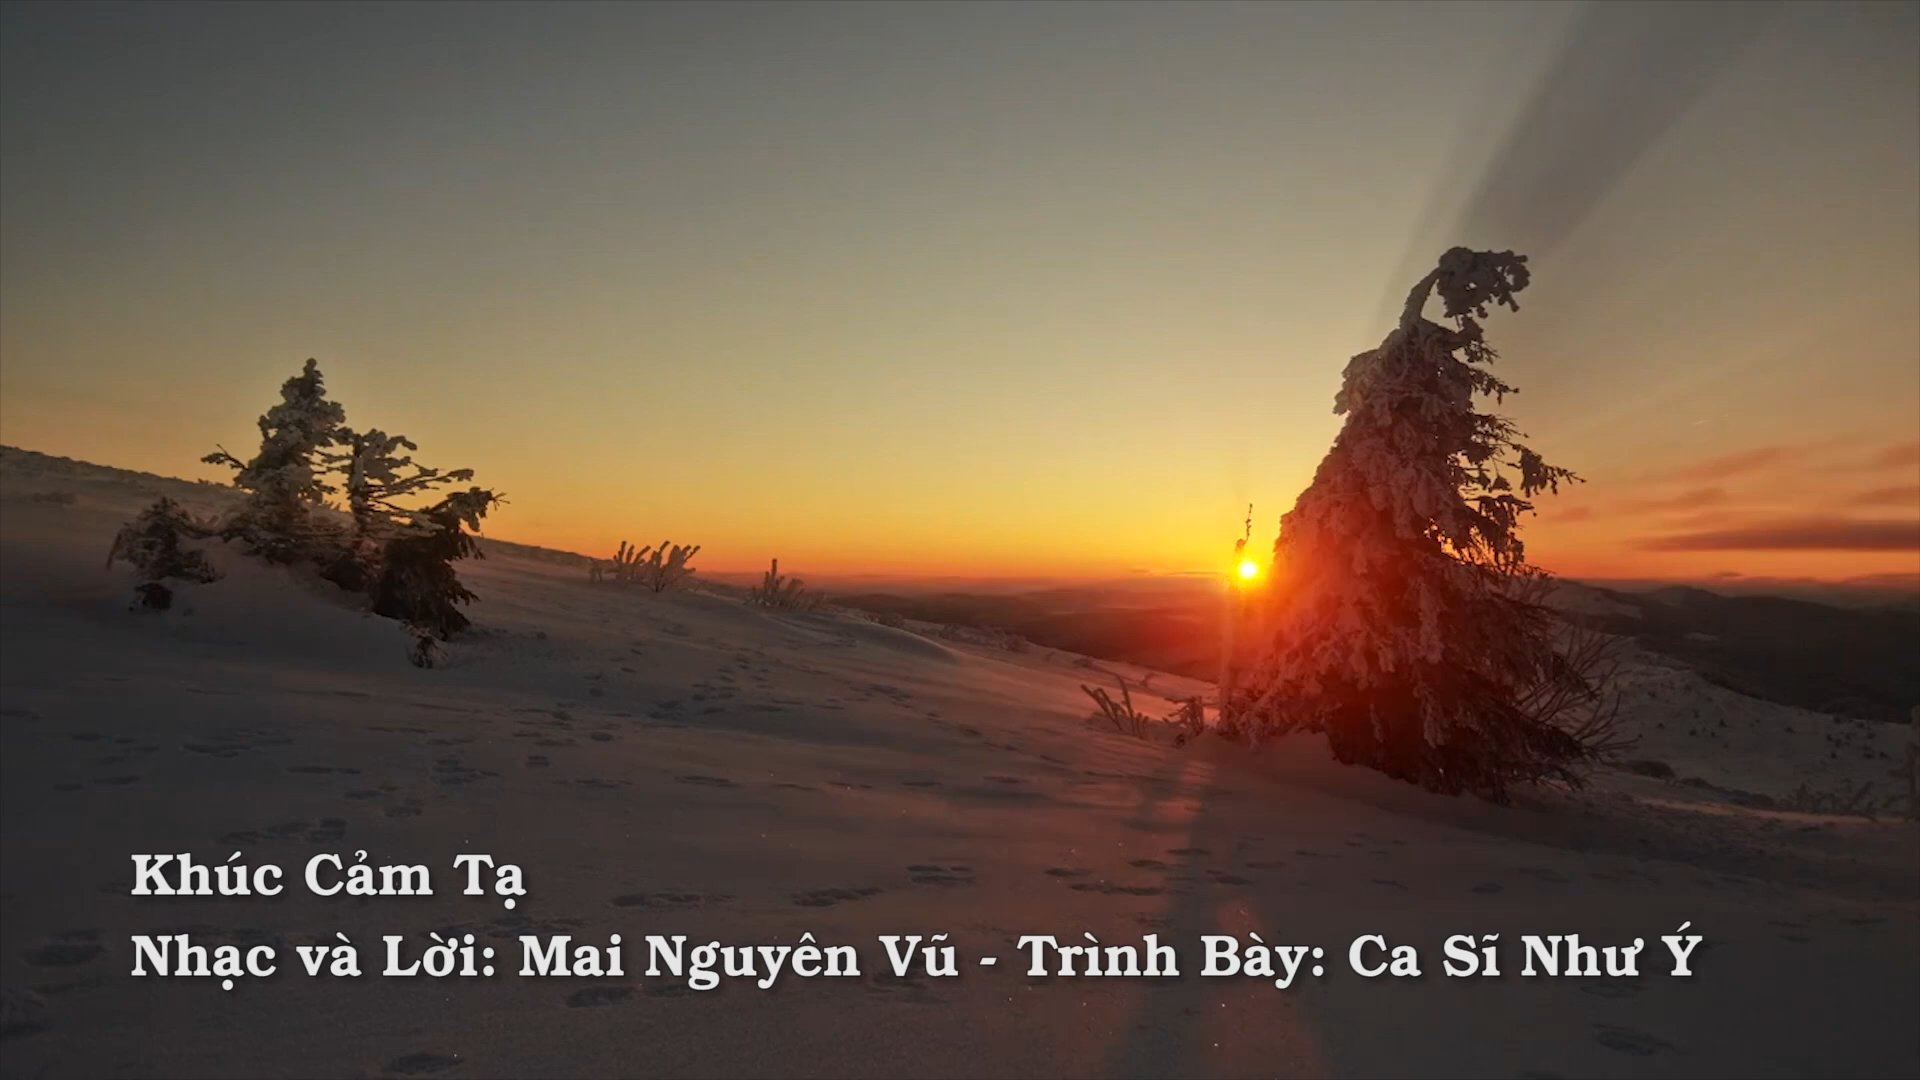 Khúc Cảm Tạ
Nhạc và Lời: Mai Nguyên Vũ - Trình Bày: Ca Sĩ Như Ý